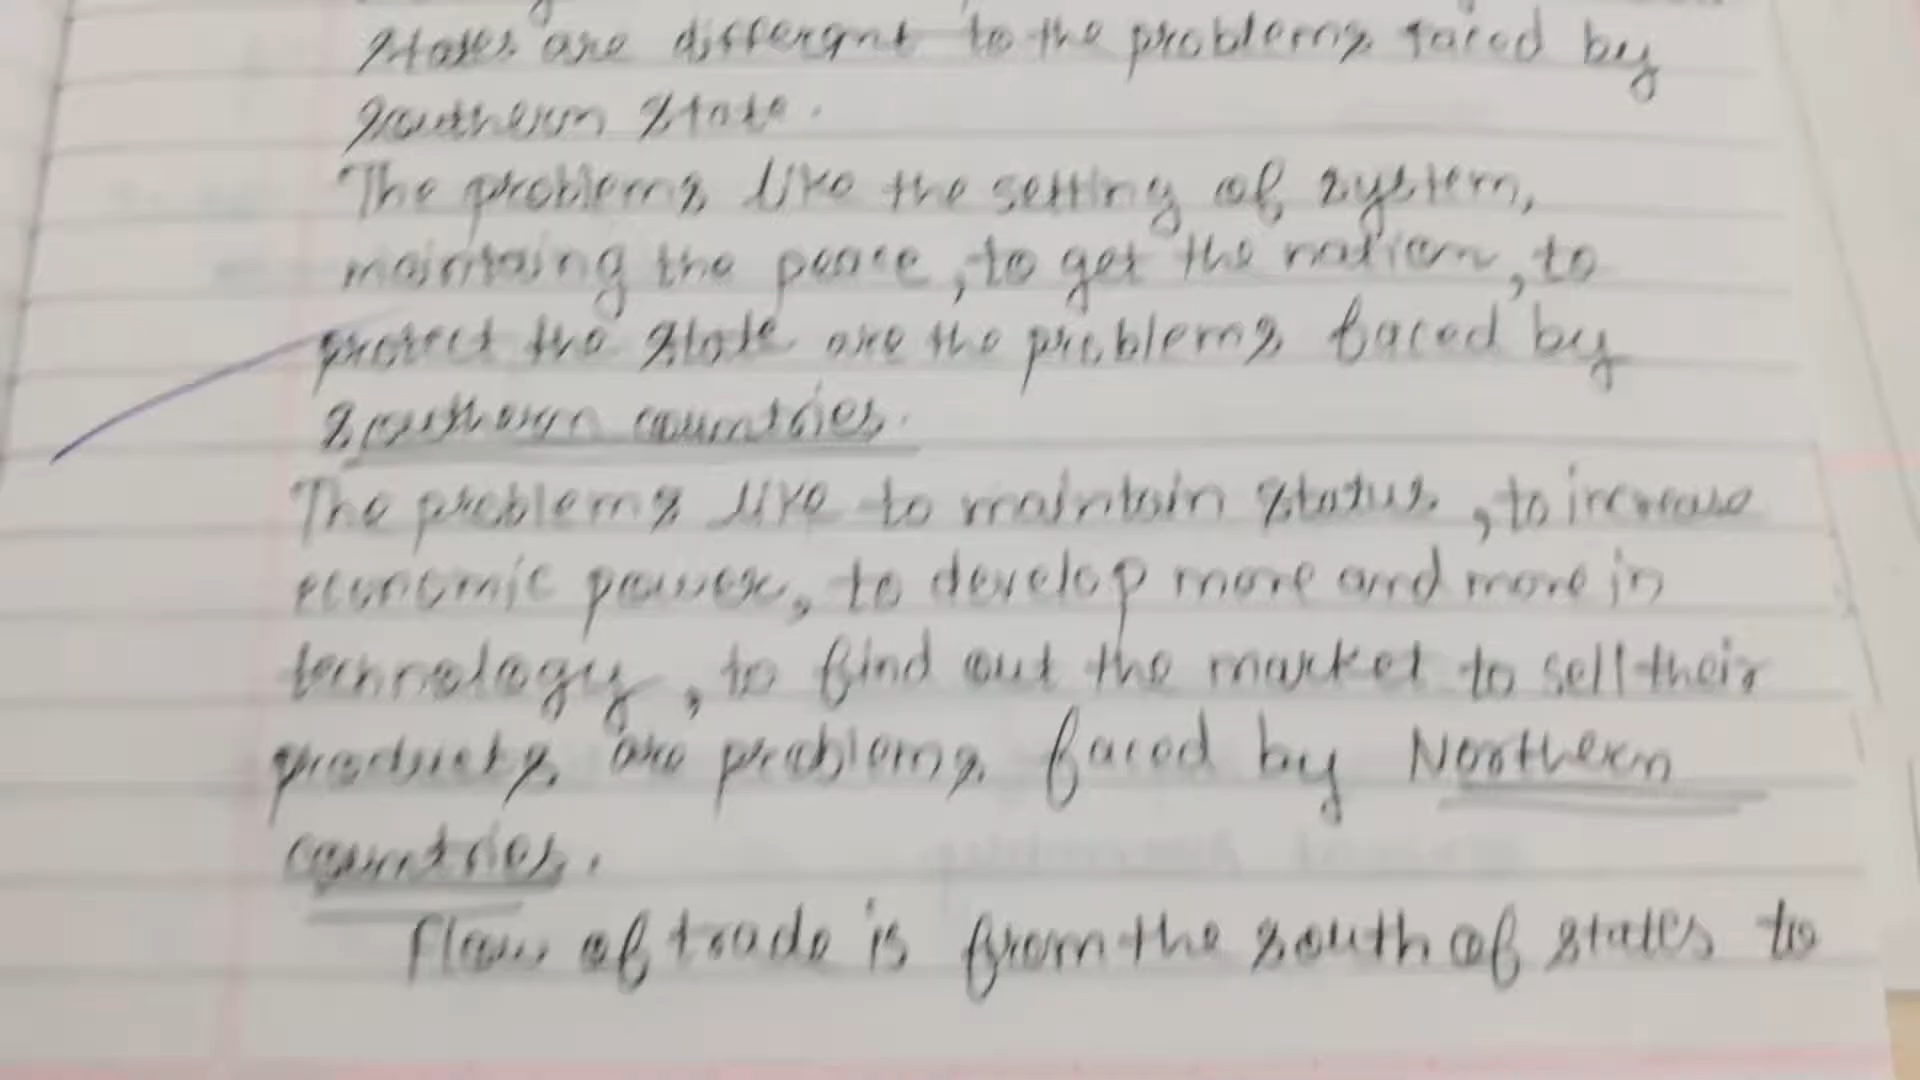 States are different to the problems faced by
Southern State.
The problems like the setting of system,
maintaing the peace, to get the nation, to
protect the State are the problems faced by
Southern countries.
The problems like to maintain status, to increase
economic power, to develop more and more in
technology, to find out the market to sell their
products are problems faced by Northern
countries.
Flow of trade is from the south of states to